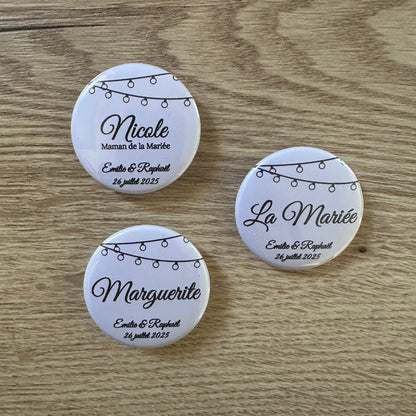 Nicole
Maman de la Mariée
Emilie & Raphaël
26 juillet 2025
La Mariée
Emilie & Raphaël
26 juillet 2025
Marguerite
Emilie & Raphaël
26 juillet 2025